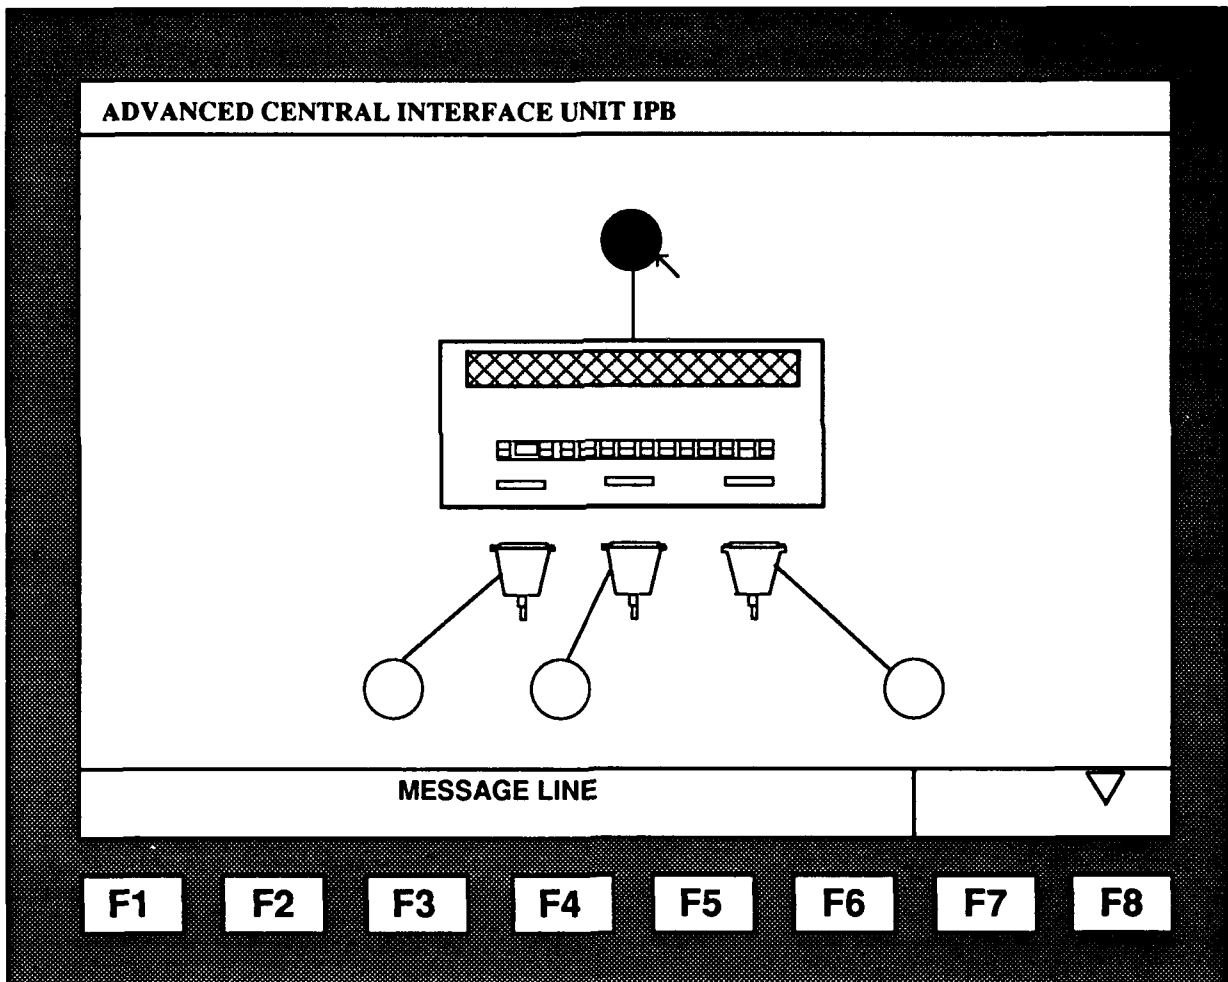 ADVANCED CENTRAL INTERFACE UNIT IPB
MESSAGE LINE
F1 F2 F3 F4 F5 F6 F7 F8